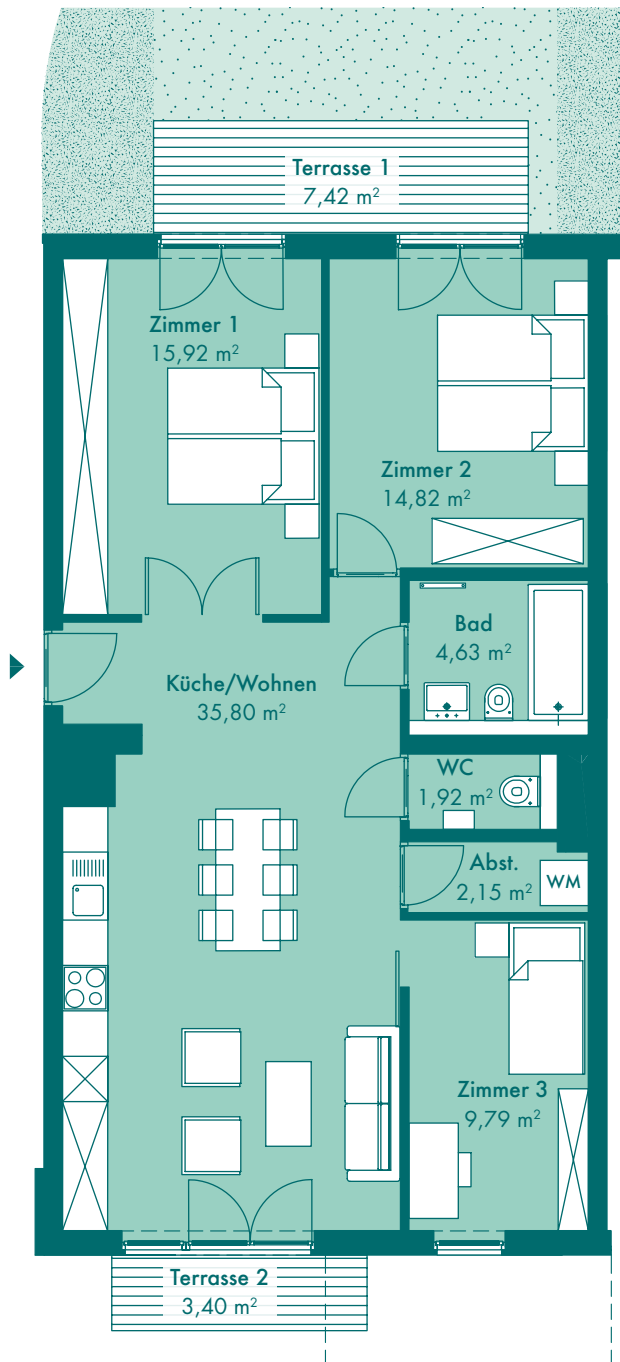 Terrasse 1
7,42 m²
Zimmer 1
15,92 m²
Zimmer 2
14,82 m²
Bad
4,63 m²
Küche/Wohnen
35,80 m²
WC
1,92 m²
Abst.
2,15 m²
WM
Zimmer 3
9,79 m²
Terrasse 2
3,40 m²